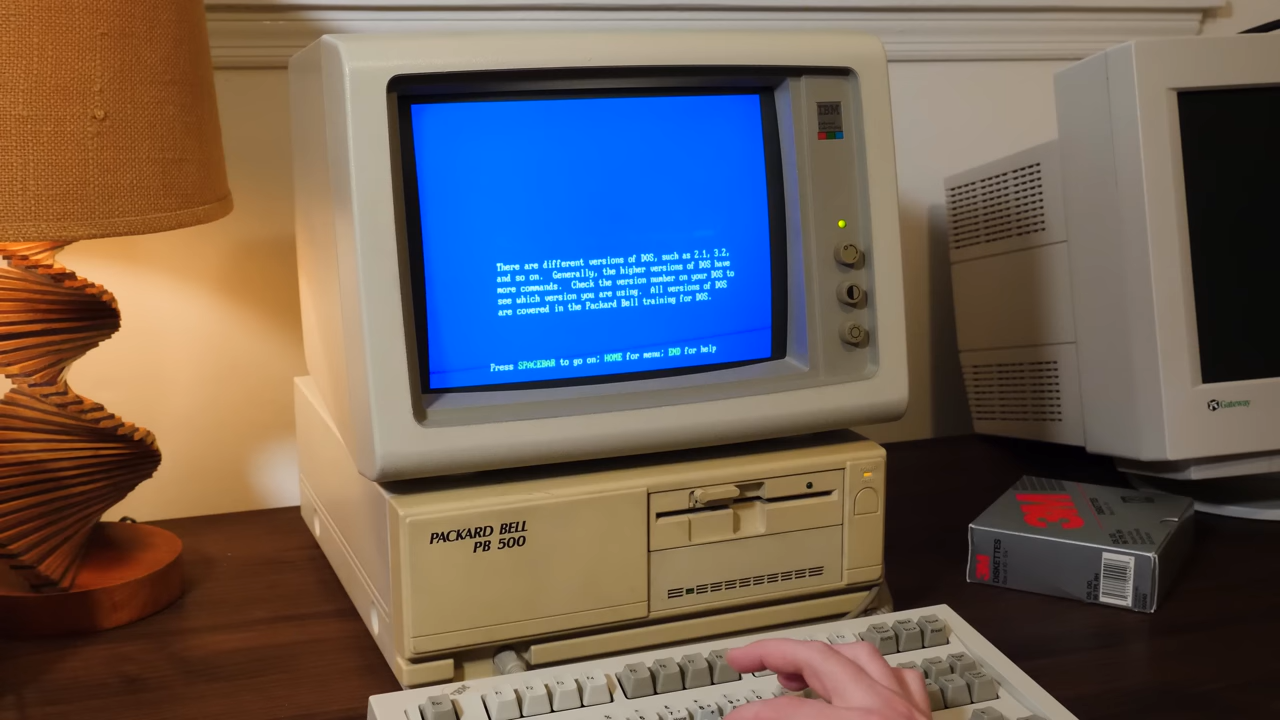 IBM
There are different versions of DOS, such as 2.1, 3.2,
and so on.  Generally, the higher versions of DOS have
more commands.  Check the version number on your DOS to
see which version you are using.  All versions of DOS
are covered in the Packard Bell training for DOS.
Press SPACEBAR to go on; HOME for menu; END for help
Gateway
PACKARD BELL
PB 500
3M
3M
DISKETTES
IBM